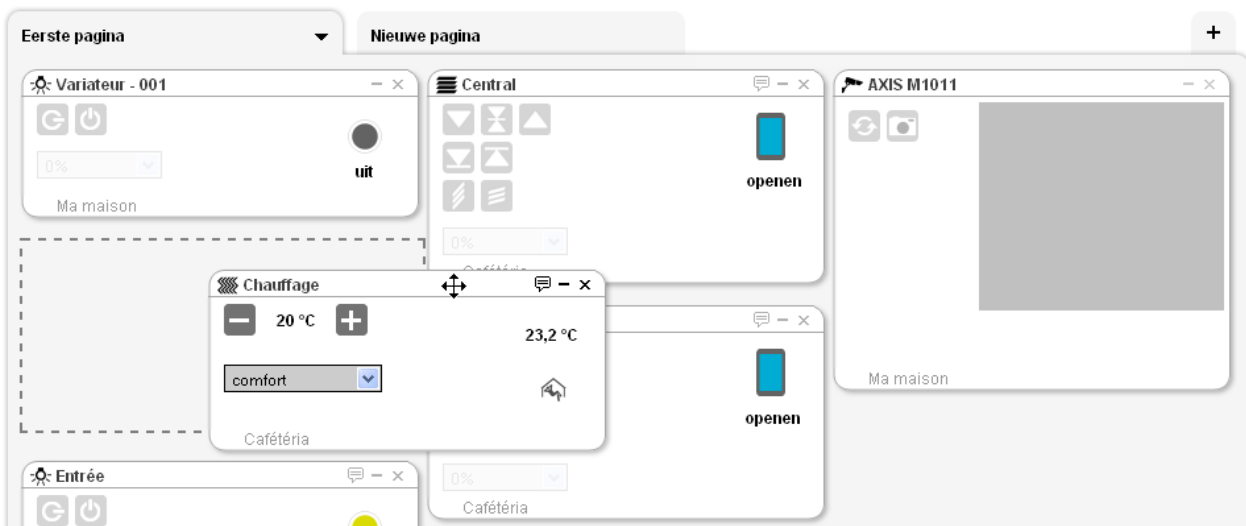 Eerste pagina
Nieuwe pagina
+
Variateur - 001
0%
uit
Ma maison
Central
openen
0%
Cafétéria
AXIS M1011
Ma maison
Chauffage
20 °C
23,2 °C
comfort
Cafétéria
openen
0%
Cafétéria
Entrée